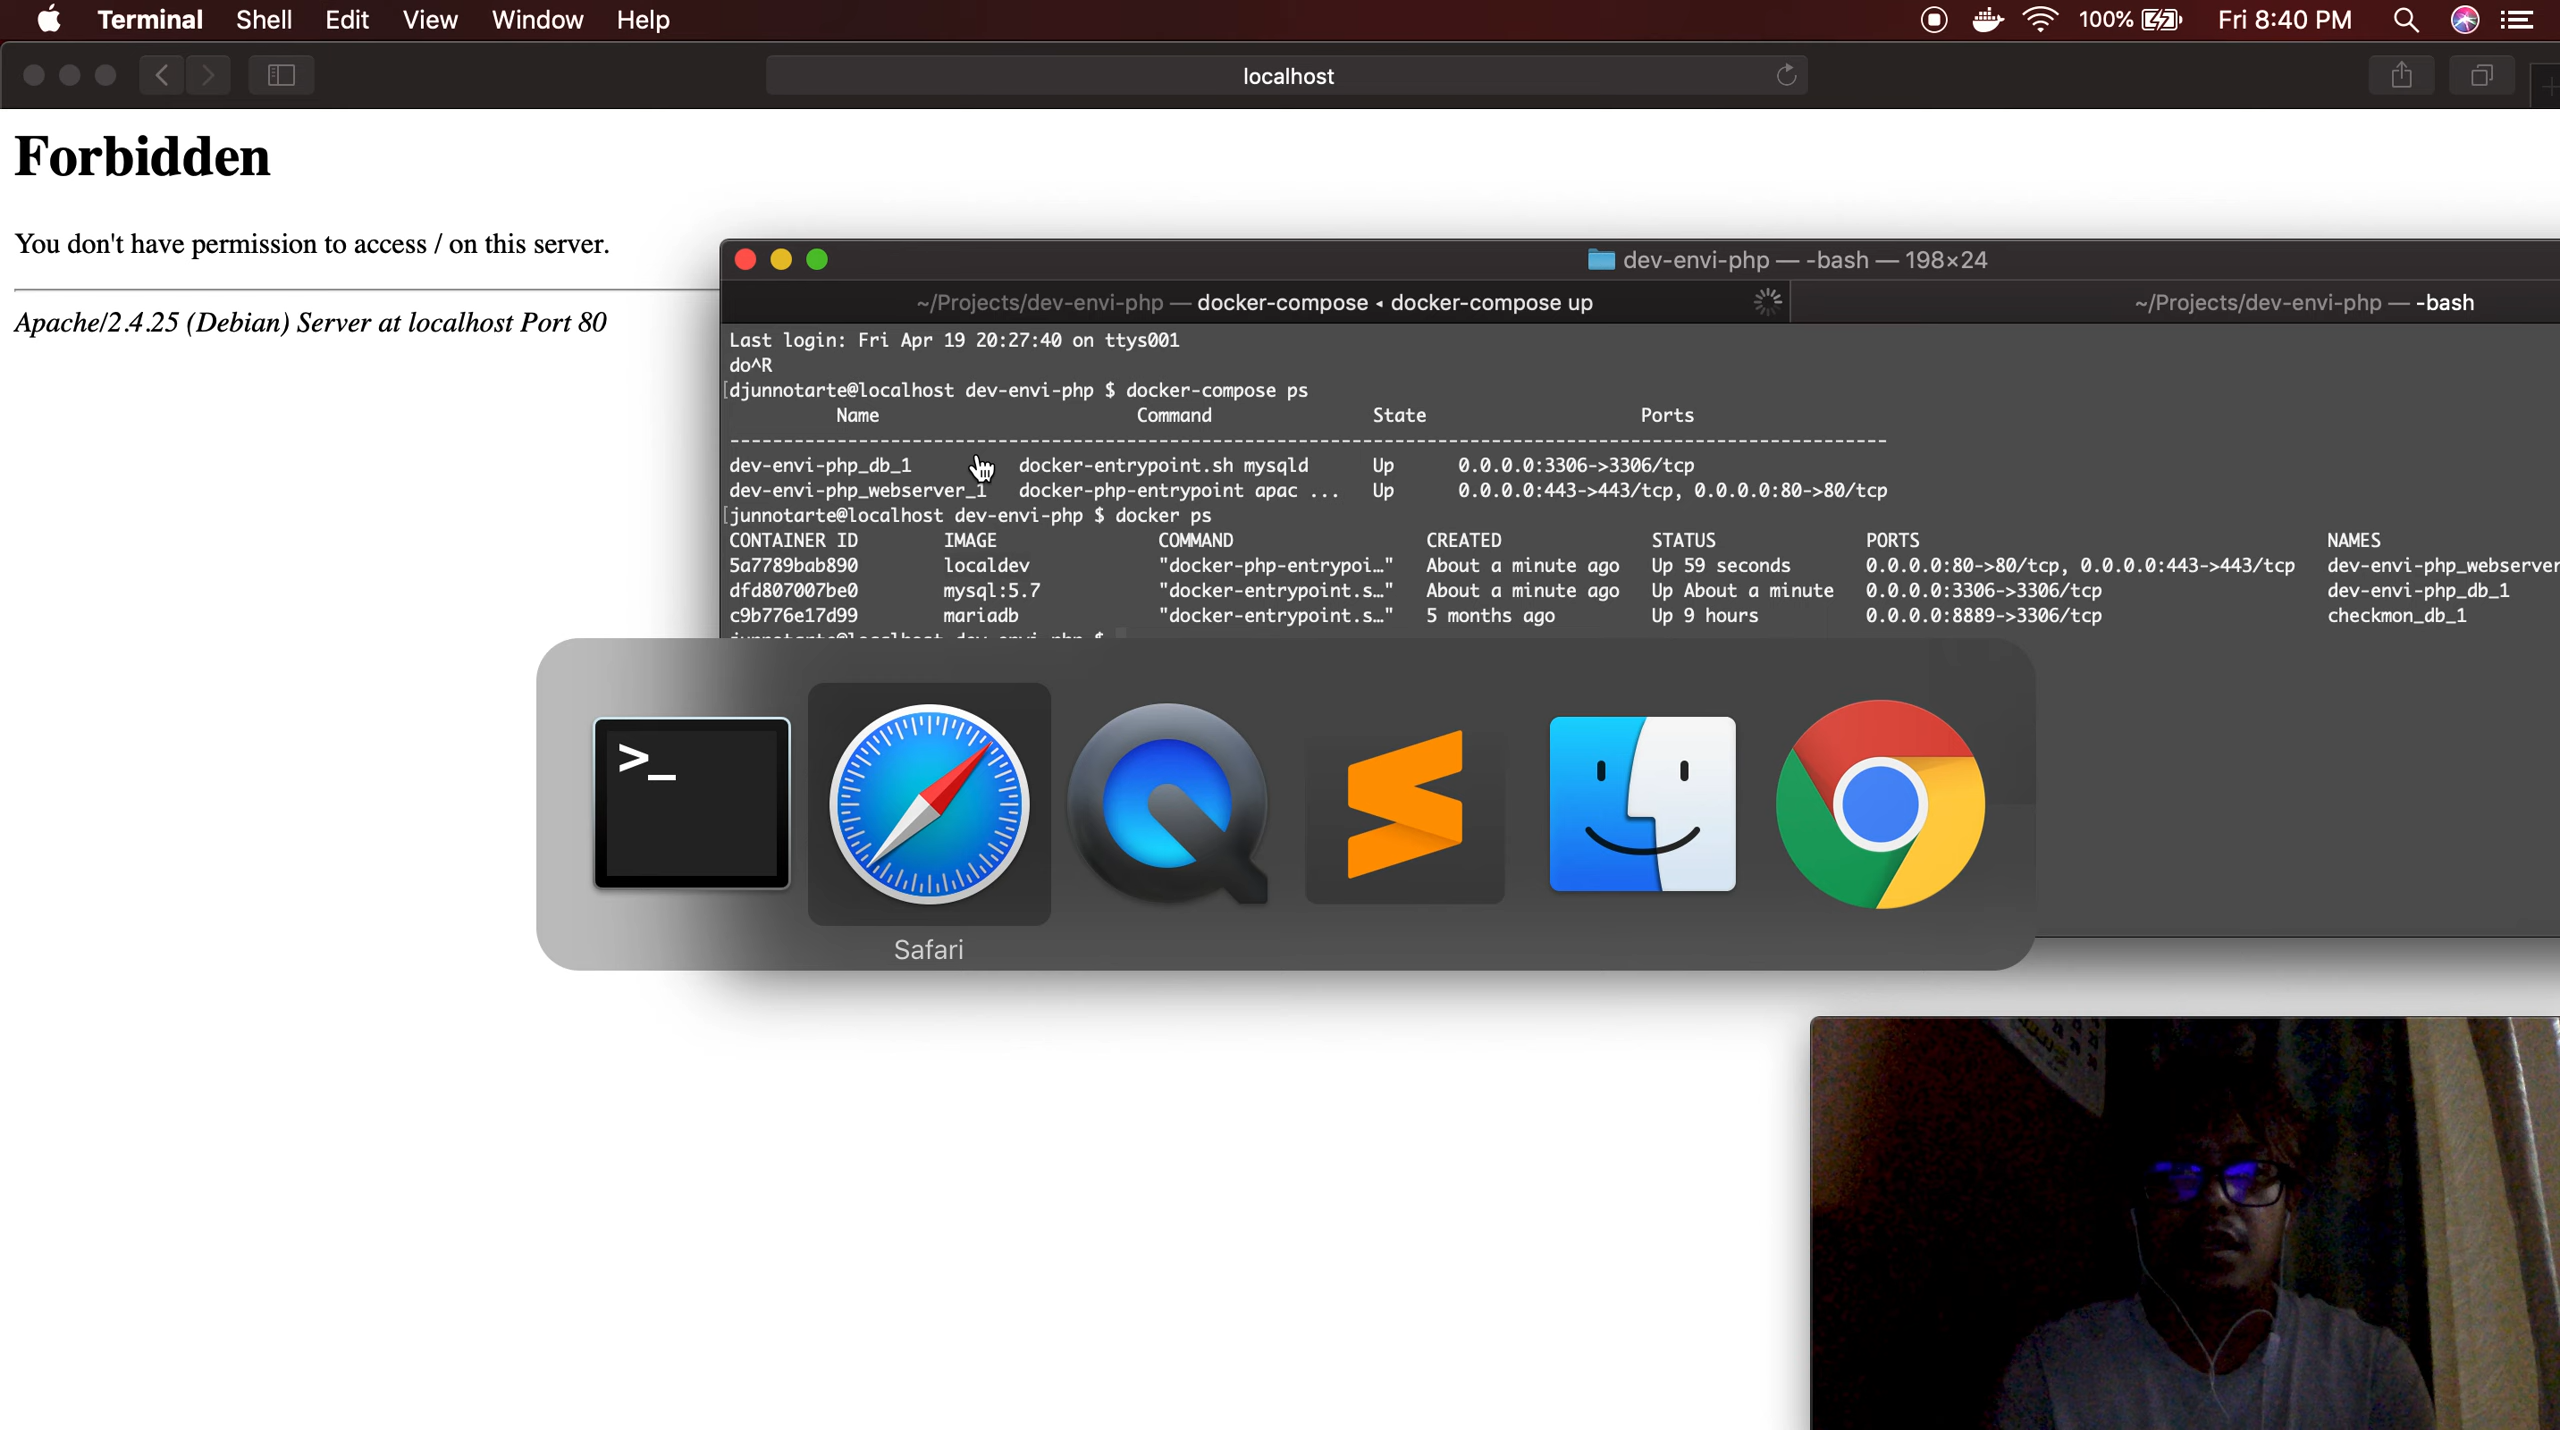 Terminal Shell Edit View Window Help 100% Fri 8:40 PM
localhost
Forbidden
You don't have permission to access / on this server.
Apache/2.4.25 (Debian) Server at localhost Port 80
dev-envi-php — -bash — 198×24
~/Projects/dev-envi-php — docker-compose ◂ docker-compose up
~/Projects/dev-envi-php — -bash
Last login: Fri Apr 19 20:27:40 on ttys001
do^R
[djunnotarte@localhost dev-envi-php $ docker-compose ps
Name Command State Ports
dev-envi-php_db_1 docker-entrypoint.sh mysqld Up 0.0.0.0:3306->3306/tcp
dev-envi-php_webserver_1 docker-php-entrypoint apac ... Up 0.0.0.0:443->443/tcp, 0.0.0.0:80->80/tcp
[junnotarte@localhost dev-envi-php $ docker ps
CONTAINER ID IMAGE COMMAND CREATED STATUS PORTS NAMES
5a7789bab890 localdev "docker-php-entrypoi…" About a minute ago Up 59 seconds 0.0.0.0:80->80/tcp, 0.0.0.0:443->443/tcp dev-envi-php_webserver
dfd807007be0 mysql:5.7 "docker-entrypoint.s…" About a minute ago Up About a minute 0.0.0.0:3306->3306/tcp dev-envi-php_db_1
c9b776e17d99 mariadb "docker-entrypoint.s…" 5 months ago Up 9 hours 0.0.0.0:8889->3306/tcp checkmon_db_1
junnotarte@localhost dev-envi-php $
>_
Safari